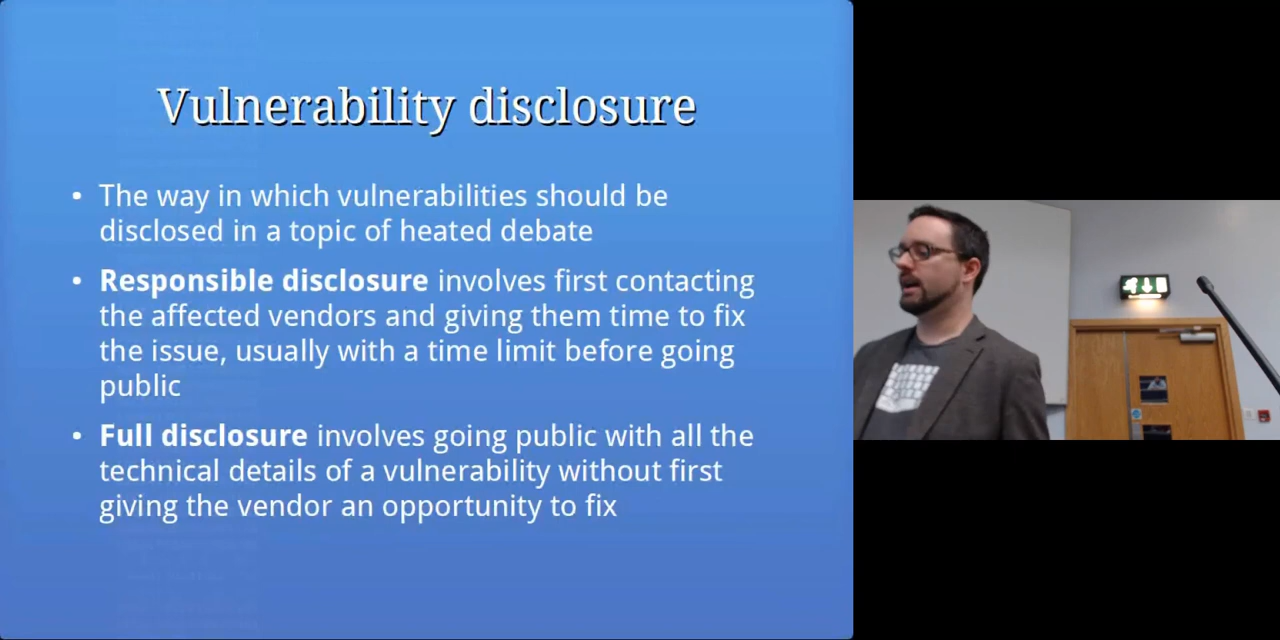 Vulnerability disclosure
• The way in which vulnerabilities should be
disclosed in a topic of heated debate
• Responsible disclosure involves first contacting
the affected vendors and giving them time to fix
the issue, usually with a time limit before going
public
• Full disclosure involves going public with all the
technical details of a vulnerability without first
giving the vendor an opportunity to fix